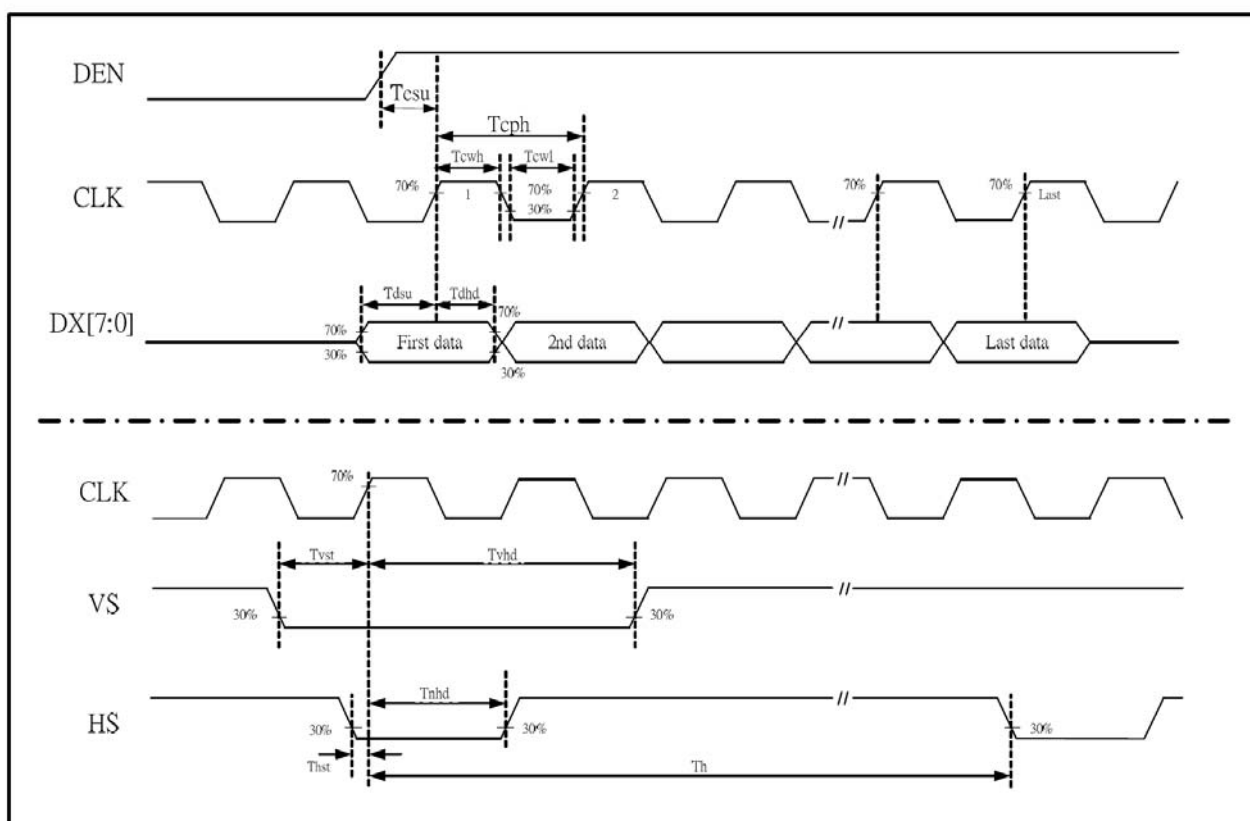 DEN
Tcsu
Tcph
Tcwh Tcwl
CLK 70% 1 70% 30% 2 // 70% 70% Last
Tdsu Tdhd
DX[7:0] 70% 30% First data 70% 30% 2nd data // Last data
CLK 70% //
Tvst Tvhd
VS 30% 30% //
Tnhd
HS 30% 30% // 30%
Thst Th